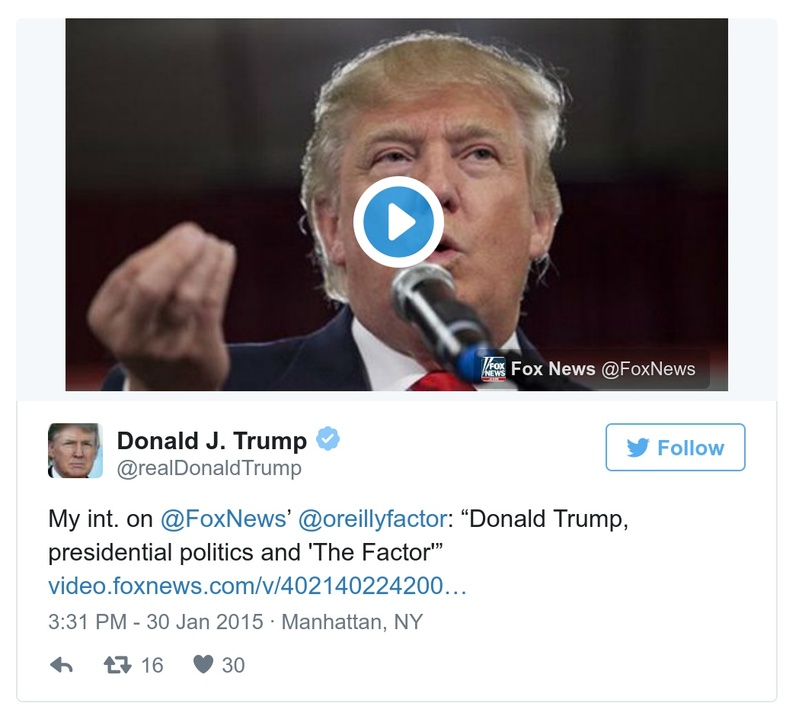 FOX
NEWS
Fox News @FoxNews
Donald J. Trump
@realDonaldTrump
Follow
My int. on @FoxNews’ @oreillyfactor: “Donald Trump,
presidential politics and 'The Factor'”
video.foxnews.com/v/402140224200…
3:31 PM - 30 Jan 2015 · Manhattan, NY
16 30